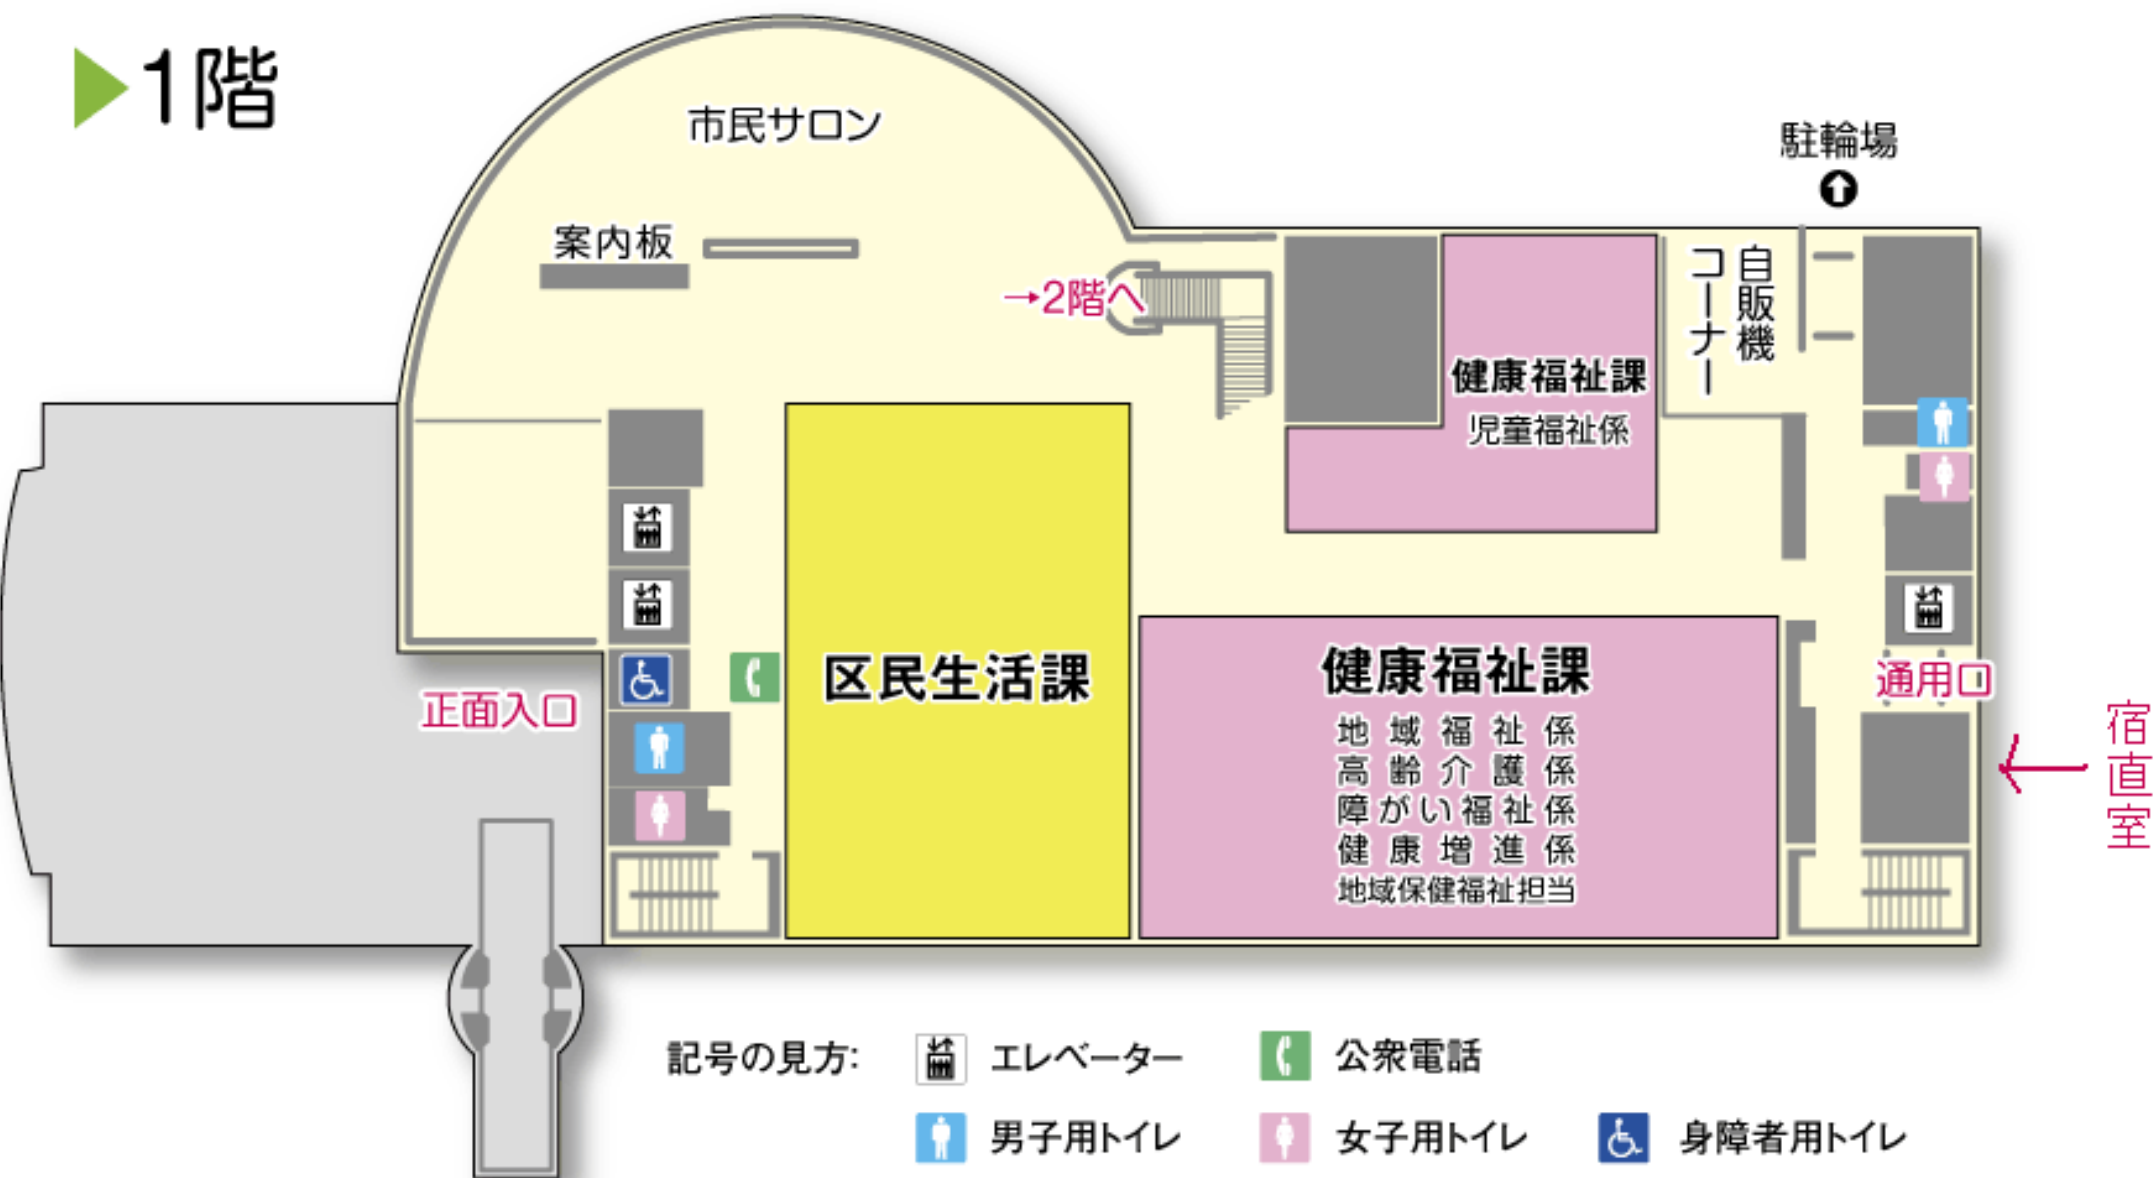 1階
市民サロン
駐輪場
案内板
自販機
コーナー
→2階へ
健康福祉課
児童福祉係
正面入口
区民生活課
健康福祉課
地域福祉係
高齢介護係
障がい福祉係
健康増進係
地域保健福祉担当
通用口
宿直室
記号の見方:
エレベーター
公衆電話
男子用トイレ
女子用トイレ
身障者用トイレ